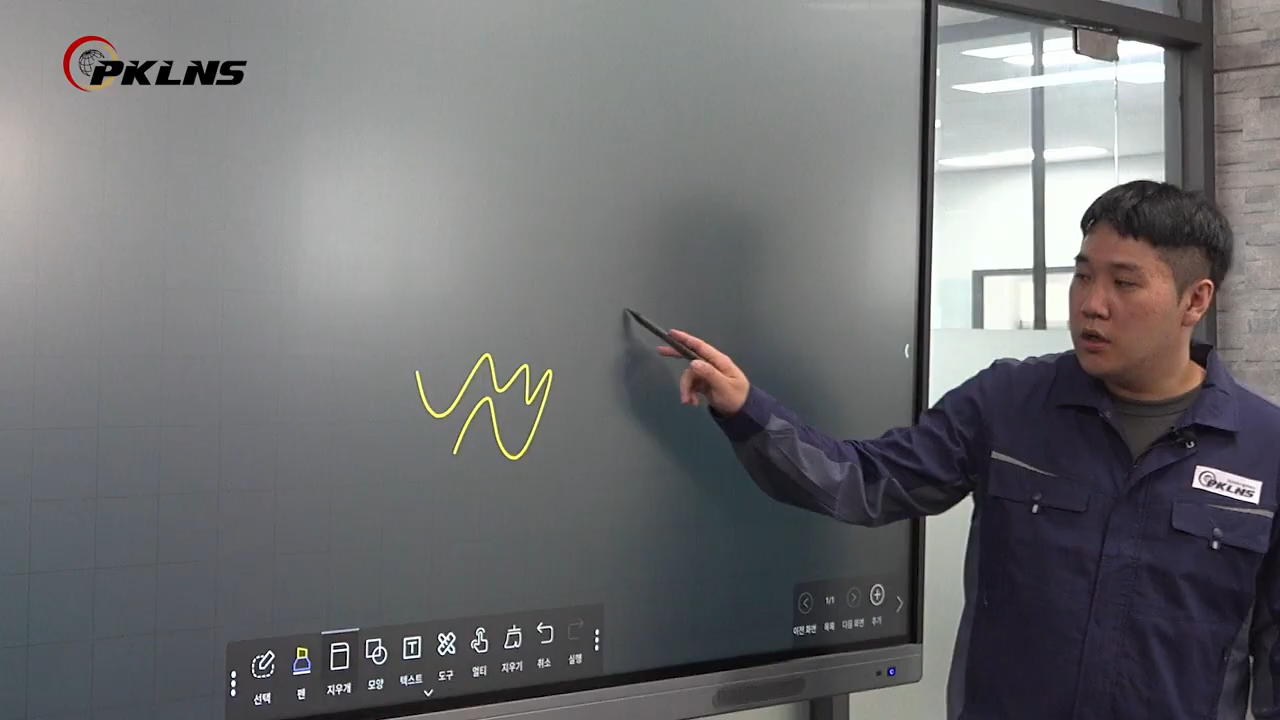 PKLNS
PKLNS
이전 화면 1/1 목록 다음 화면 추가
선택 펜 지우개 모양 텍스트 도구 멀티 지우기 취소 실행